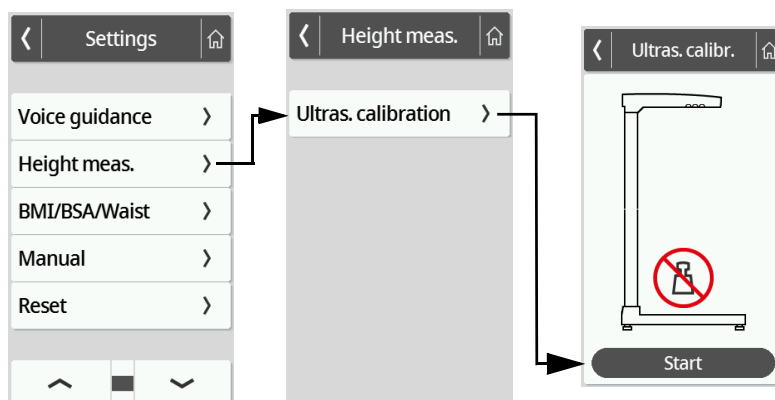 Settings
Voice guidance
Height meas.
BMI/BSA/Waist
Manual
Reset
Height meas.
Ultras. calibration
Ultras. calibr.
Start